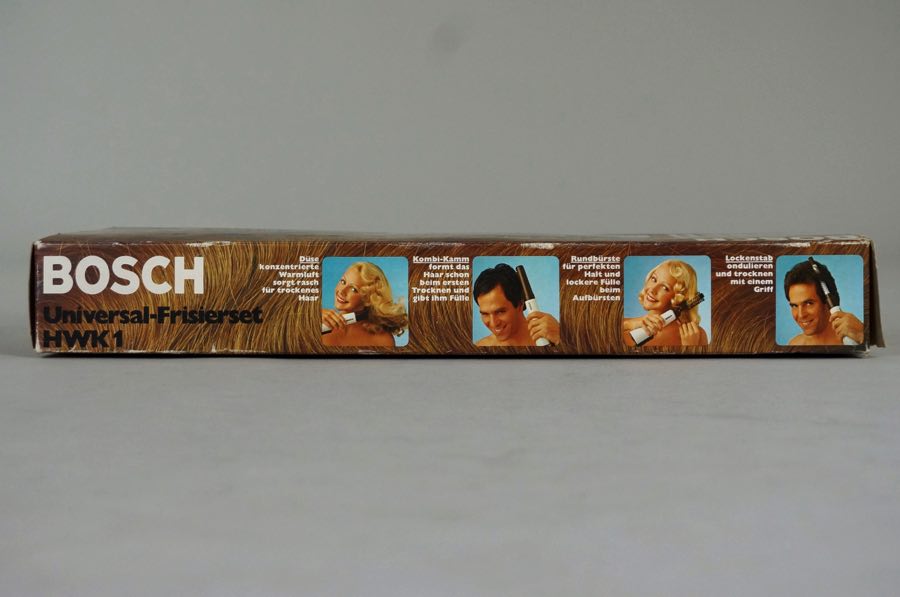 BOSCH
Universal-Frisierset
HWK 1
Düse
konzentrierte
Warmluft
sorgt rasch
für trockenes
Haar
Kombi-Kamm
formt das
Haar schon
beim ersten
Trocknen und
gibt ihm Fülle
Rundbürste
für perfekten
Halt und
lockere Fülle
beim
Aufbürsten
Lockenstab
ondulieren
und trocknen
mit einem
Griff